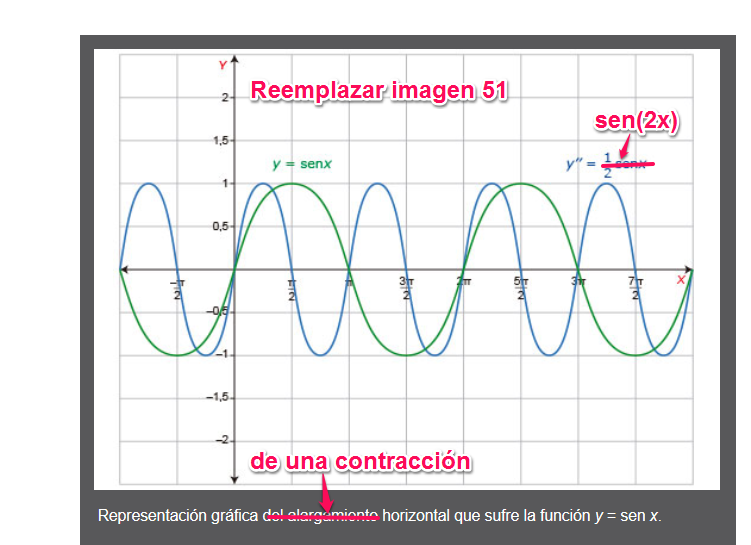 Y
Reemplazar imagen 51
2
sen(2x)
1,5
y = senx
y″ = 1/2 senx
1
0,5
-π/2 π/2 π 3π/2 2π 5π/2 3π 7π/2 X
-0,5
-1
-1,5
-2
de una contracción
Representación gráfica del alargamiento horizontal que sufre la función y = sen x.